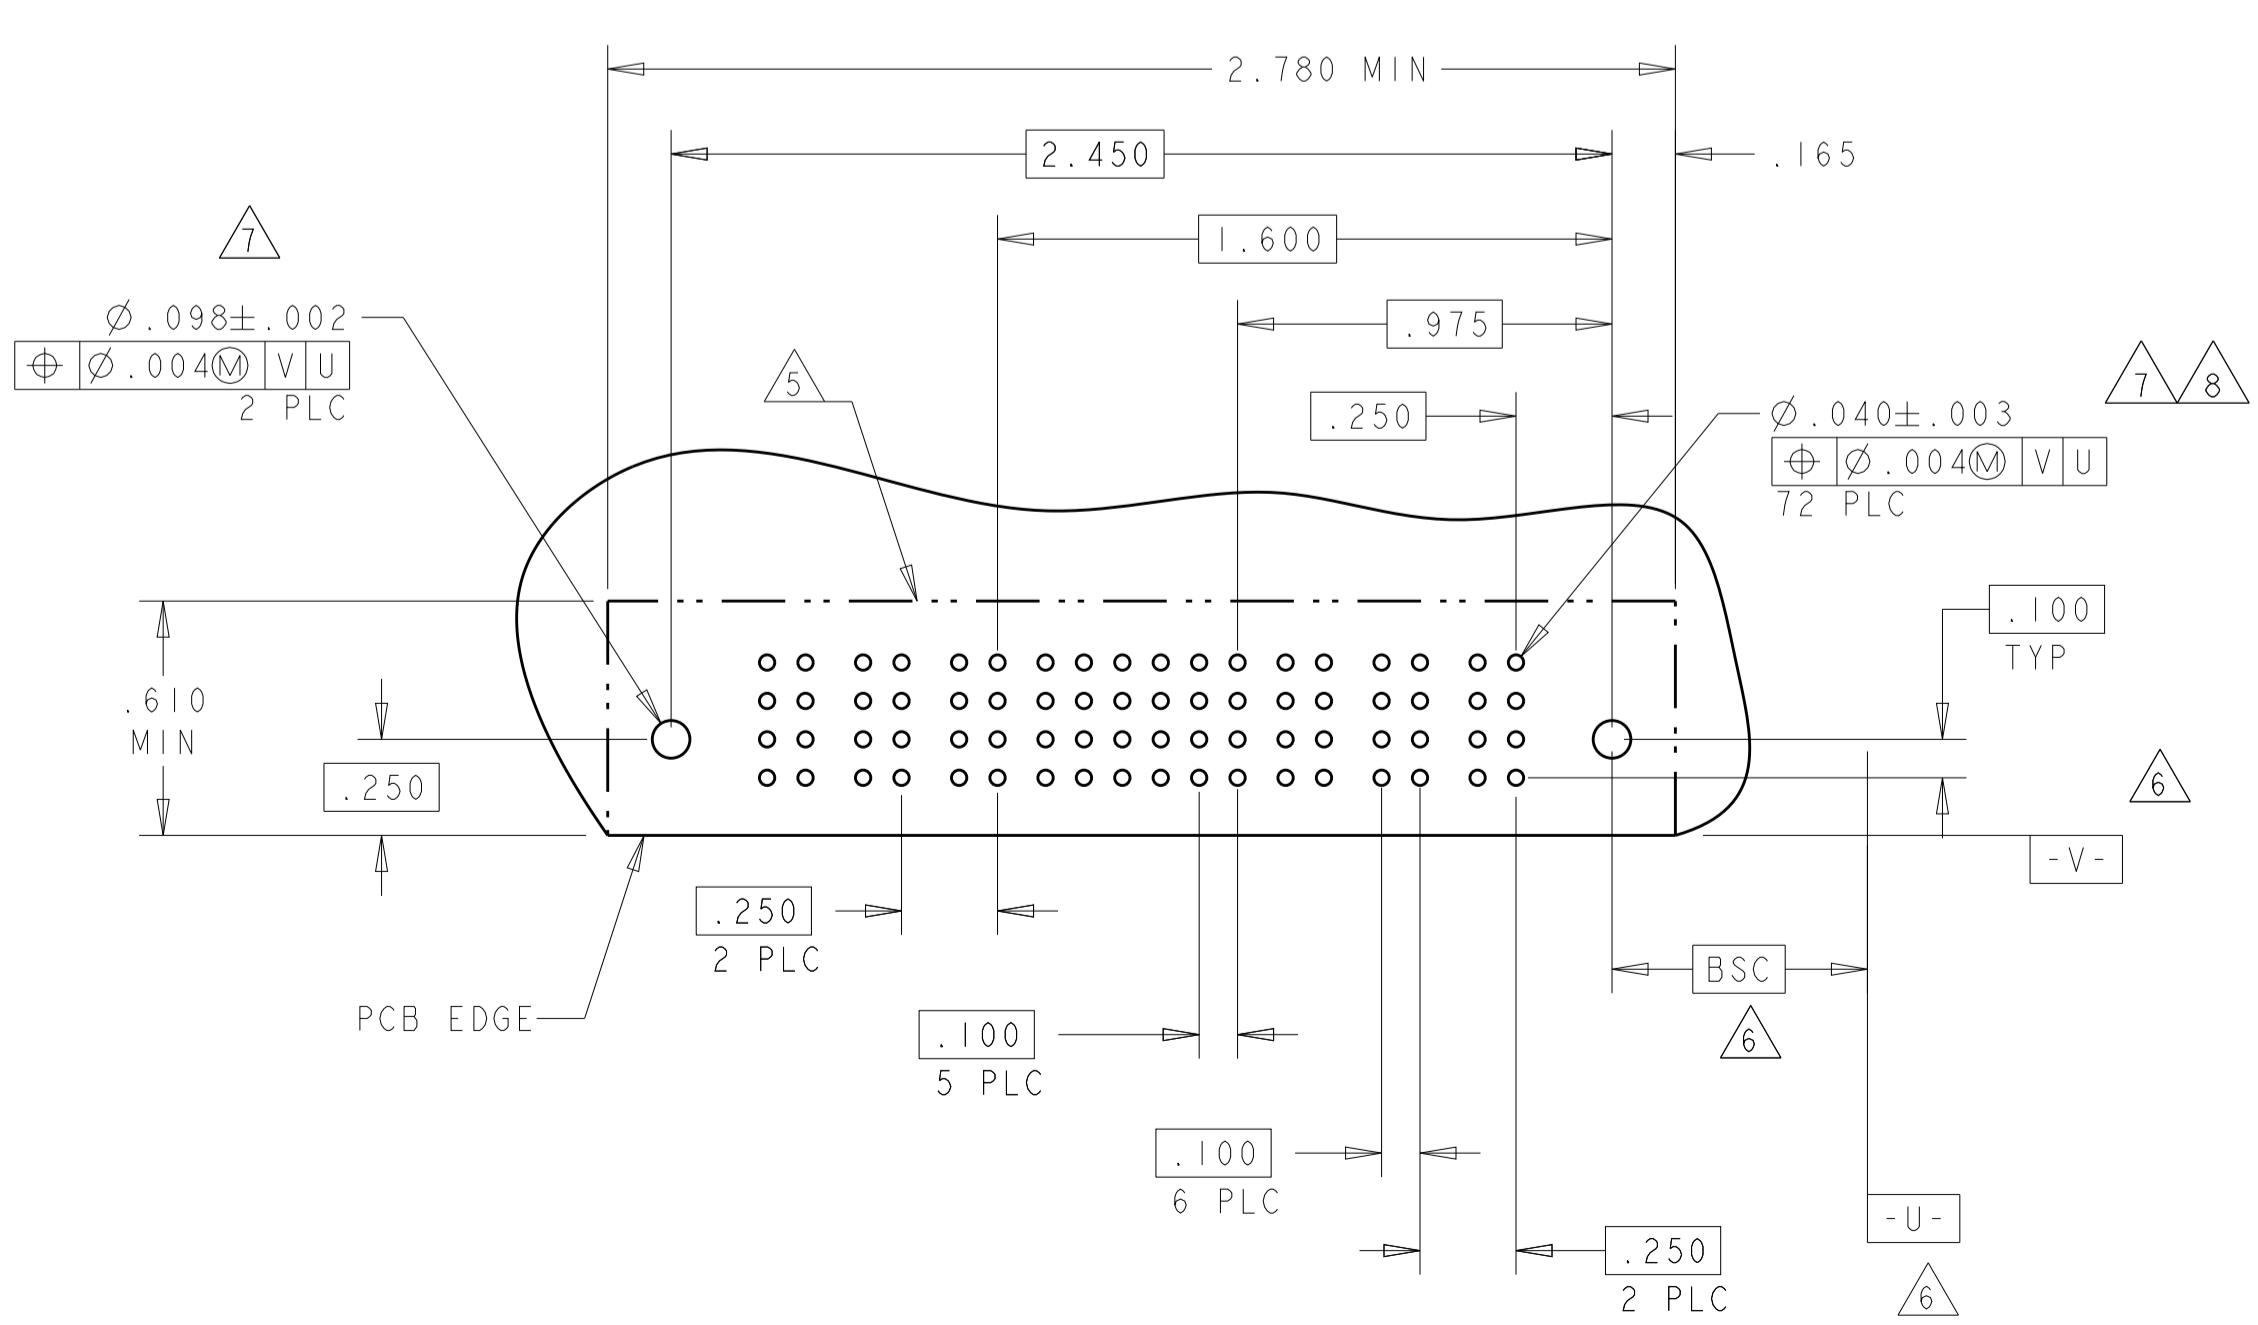 2.780 MIN
2.450
.165
7
1.600
Ø.098±.002
.975
⌖ Ø.004Ⓜ V U
2 PLC
5
.250
7 8
Ø.040±.003
⌖ Ø.004Ⓜ V U
72 PLC
.100
TYP
.610
MIN
.250
6
-V-
.250
2 PLC
BSC
6
PCB EDGE
.100
5 PLC
.100
6 PLC
-U-
.250
2 PLC
6